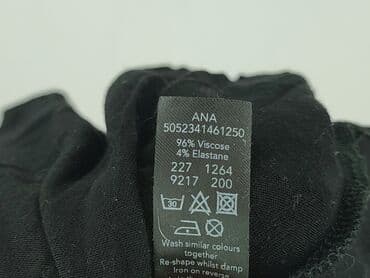 ANA
5052341461250
96% Viscose
4% Elastane
227 1264
9217 200
30
Wash similar colours
together
Re-shape whilst damp
Iron on reverse